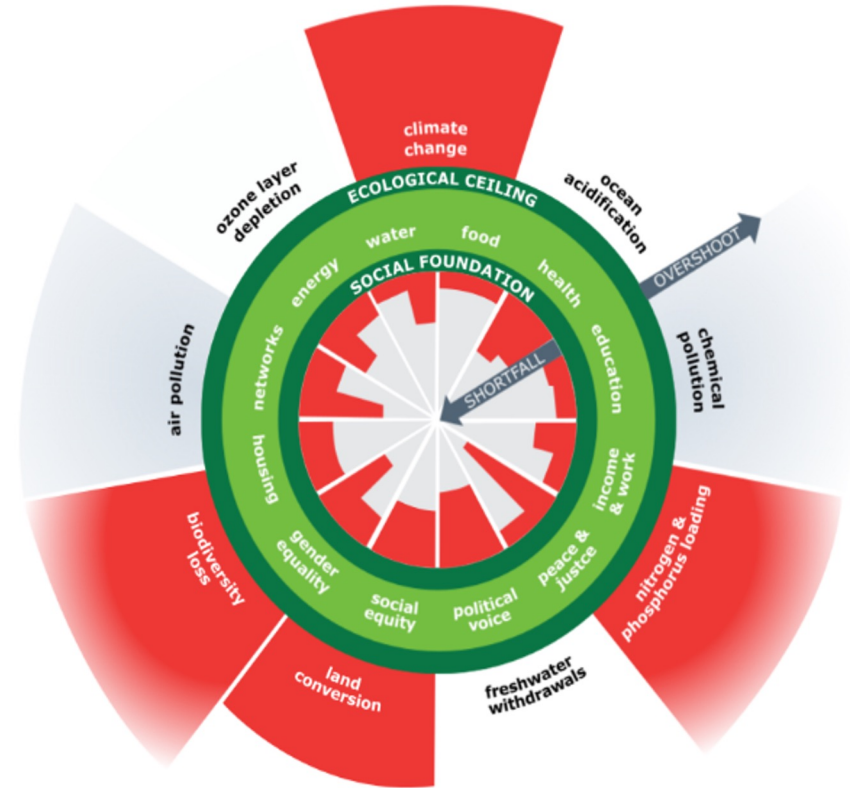 climate
change
ocean
acidification
OVERSHOOT
chemical
pollution
nitrogen &
phosphorus loading
freshwater
withdrawals
land
conversion
biodiversity
loss
air pollution
ozone layer
depletion
ECOLOGICAL CEILING
water
food
health
education
income
& work
peace &
justce
political
voice
social
equity
gender
equality
housing
networks
energy
SOCIAL FOUNDATION
SHORTFALL